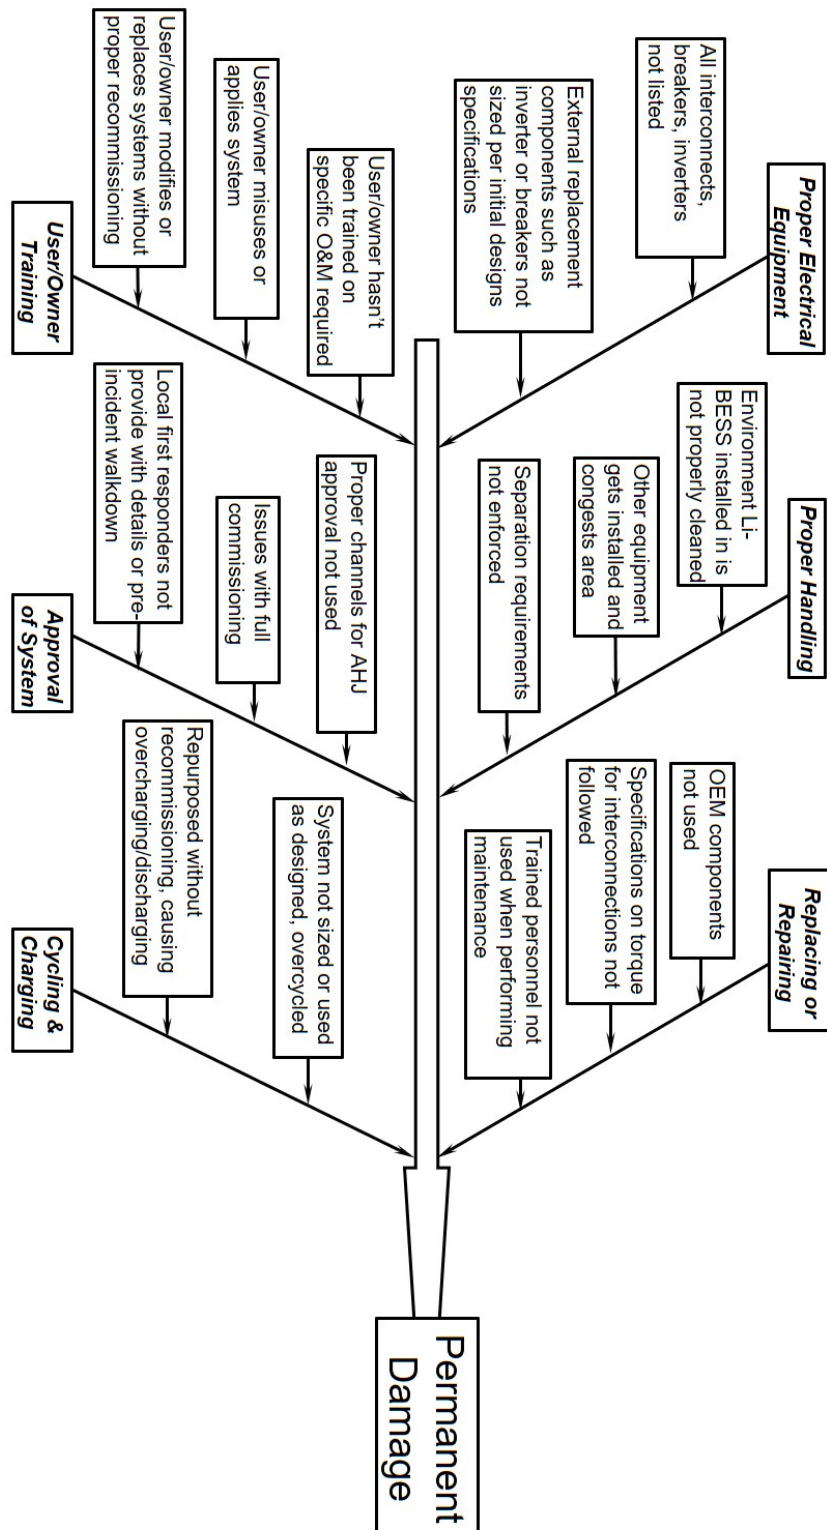 Proper Electrical
Equipment
All interconnects,
breakers, inverters
not listed
External replacement
components such as
inverter or breakers not
sized per initial designs
specifications
Proper Handling
Environment Li-
BESS installed in is
not properly cleaned
Other equipment
gets installed and
congests area
Separation requirements
not enforced
Replacing or
Repairing
OEM components
not used
Specifications on torque
for interconnections not
followed
Trained personnel not
used when performing
maintenance
User/owner hasn't
been trained on
specific O&M required
User/owner misuses or
applies system
User/owner modifies or
replaces systems without
proper recommissioning
User/Owner
Training
Proper channels for AHJ
approval not used
Issues with full
commissioning
Local first responders not
provide with details or pre-
incident walkdown
Approval
of System
System not sized or used
as designed, overcycled
Repurposed without
recommissioning, causing
overcharging/discharging
Cycling &
Charging
Permanent
Damage